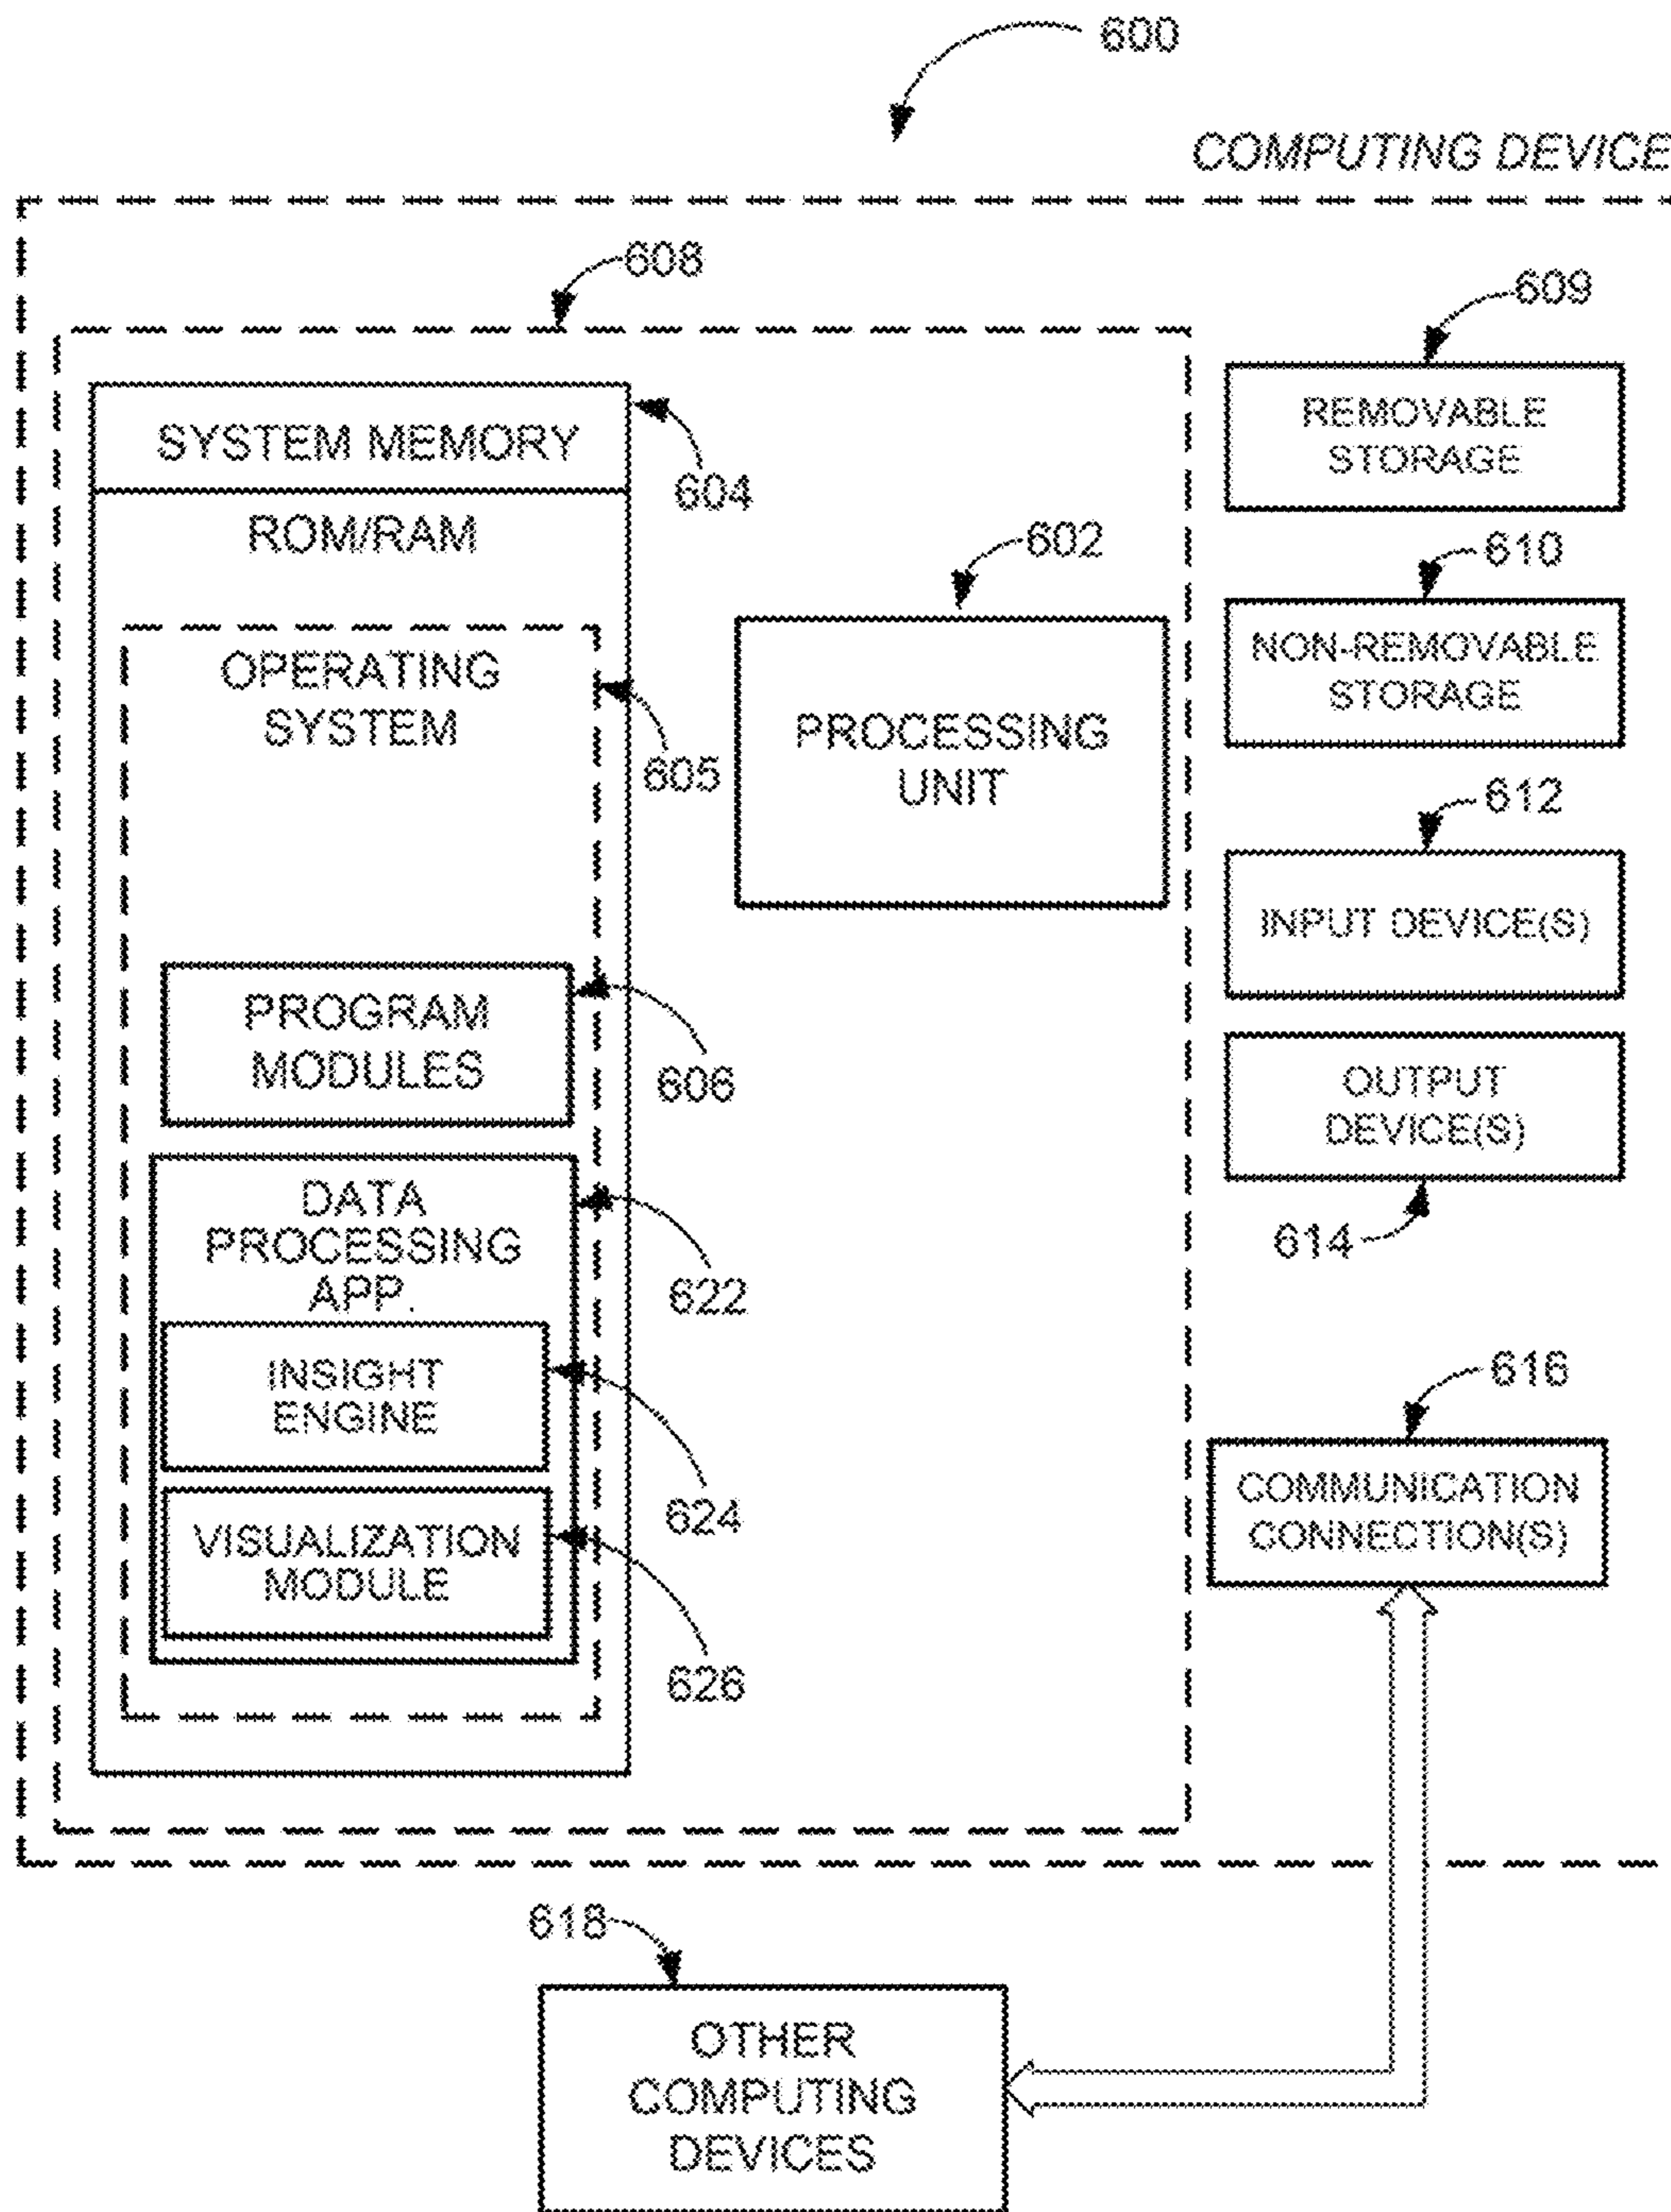 600
COMPUTING DEVICE
608
609
SYSTEM MEMORY
604
REMOVABLE
STORAGE
ROM/RAM
602
610
OPERATING
SYSTEM
605
PROCESSING
UNIT
NON-REMOVABLE
STORAGE
612
INPUT DEVICE(S)
PROGRAM
MODULES
606
OUTPUT
DEVICE(S)
614
DATA
PROCESSING
APP.
622
INSIGHT
ENGINE
624
616
COMMUNICATION
CONNECTION(S)
VISUALIZATION
MODULE
626
618
OTHER
COMPUTING
DEVICES